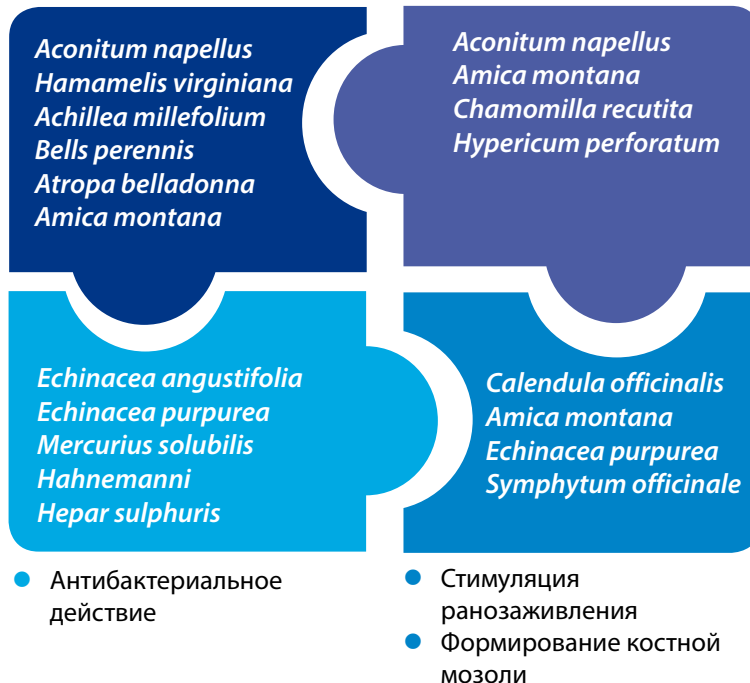 Aconitum napellus
Hamamelis virginiana
Achillea millefolium
Bells perennis
Atropa belladonna
Amica montana
Aconitum napellus
Amica montana
Chamomilla recutita
Hypericum perforatum
Echinacea angustifolia
Echinacea purpurea
Mercurius solubilis
Hahnemanni
Hepar sulphuris
Calendula officinalis
Amica montana
Echinacea purpurea
Symphytum officinale
Антибактериальное
действие
Стимуляция
ранозаживления
Формирование костной
мозоли